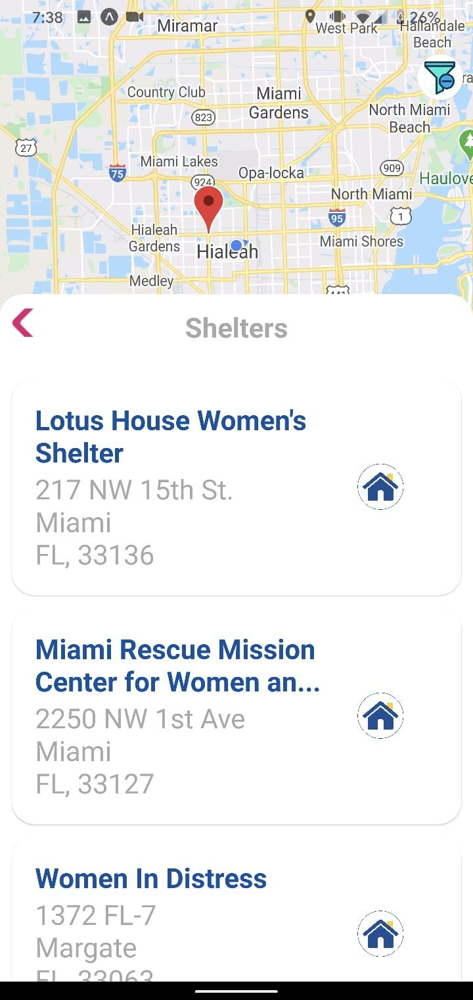 7:38
26%
Miramar
West Park
Hallandale
Beach
Country Club
Miami
Gardens
823
North Miami
Beach
27
Miami Lakes
75
924
Opa-locka
909
Haulove
North Miami
95
1
Hialeah
Gardens
Hialeah
Miami Shores
Medley
441
Shelters
Lotus House Women's
Shelter
217 NW 15th St.
Miami
FL, 33136
Miami Rescue Mission
Center for Women an...
2250 NW 1st Ave
Miami
FL, 33127
Women In Distress
1372 FL-7
Margate
FL, 33063